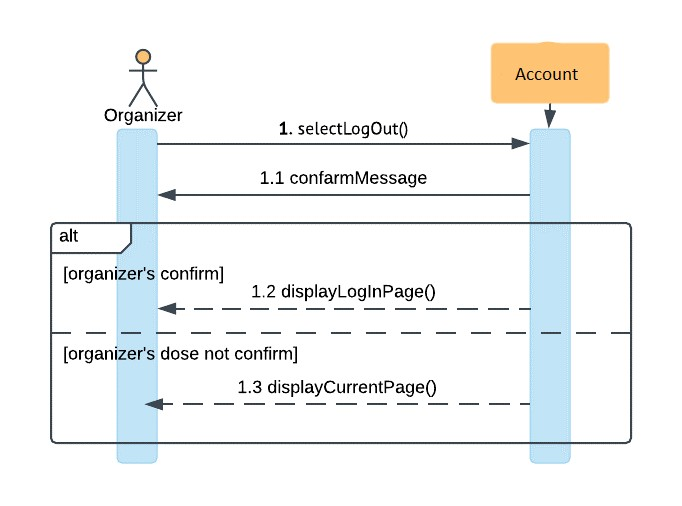 Organizer
Account
1. selectLogOut()
1.1 confarmMessage
alt
[organizer's confirm]
1.2 displayLogInPage()
[organizer's dose not confirm]
1.3 displayCurrentPage()